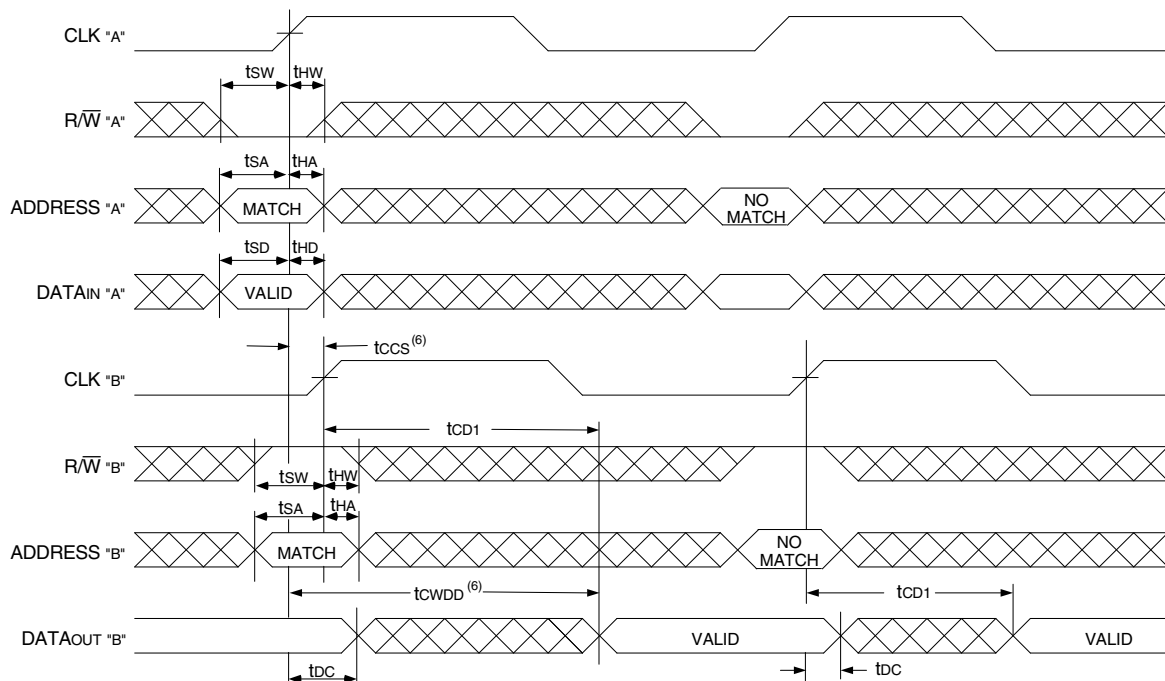 CLK "A"
tSW tHW
R/W̅ "A"
tSA tHA
ADDRESS "A" MATCH NO MATCH
tSD tHD
DATAIN "A" VALID
tCCS (6)
CLK "B"
tCD1
R/W̅ "B"
tSW tHW
tSA tHA
ADDRESS "B" MATCH NO MATCH
tCWDD (6) tCD1
DATAOUT "B" VALID VALID
tDC tDC